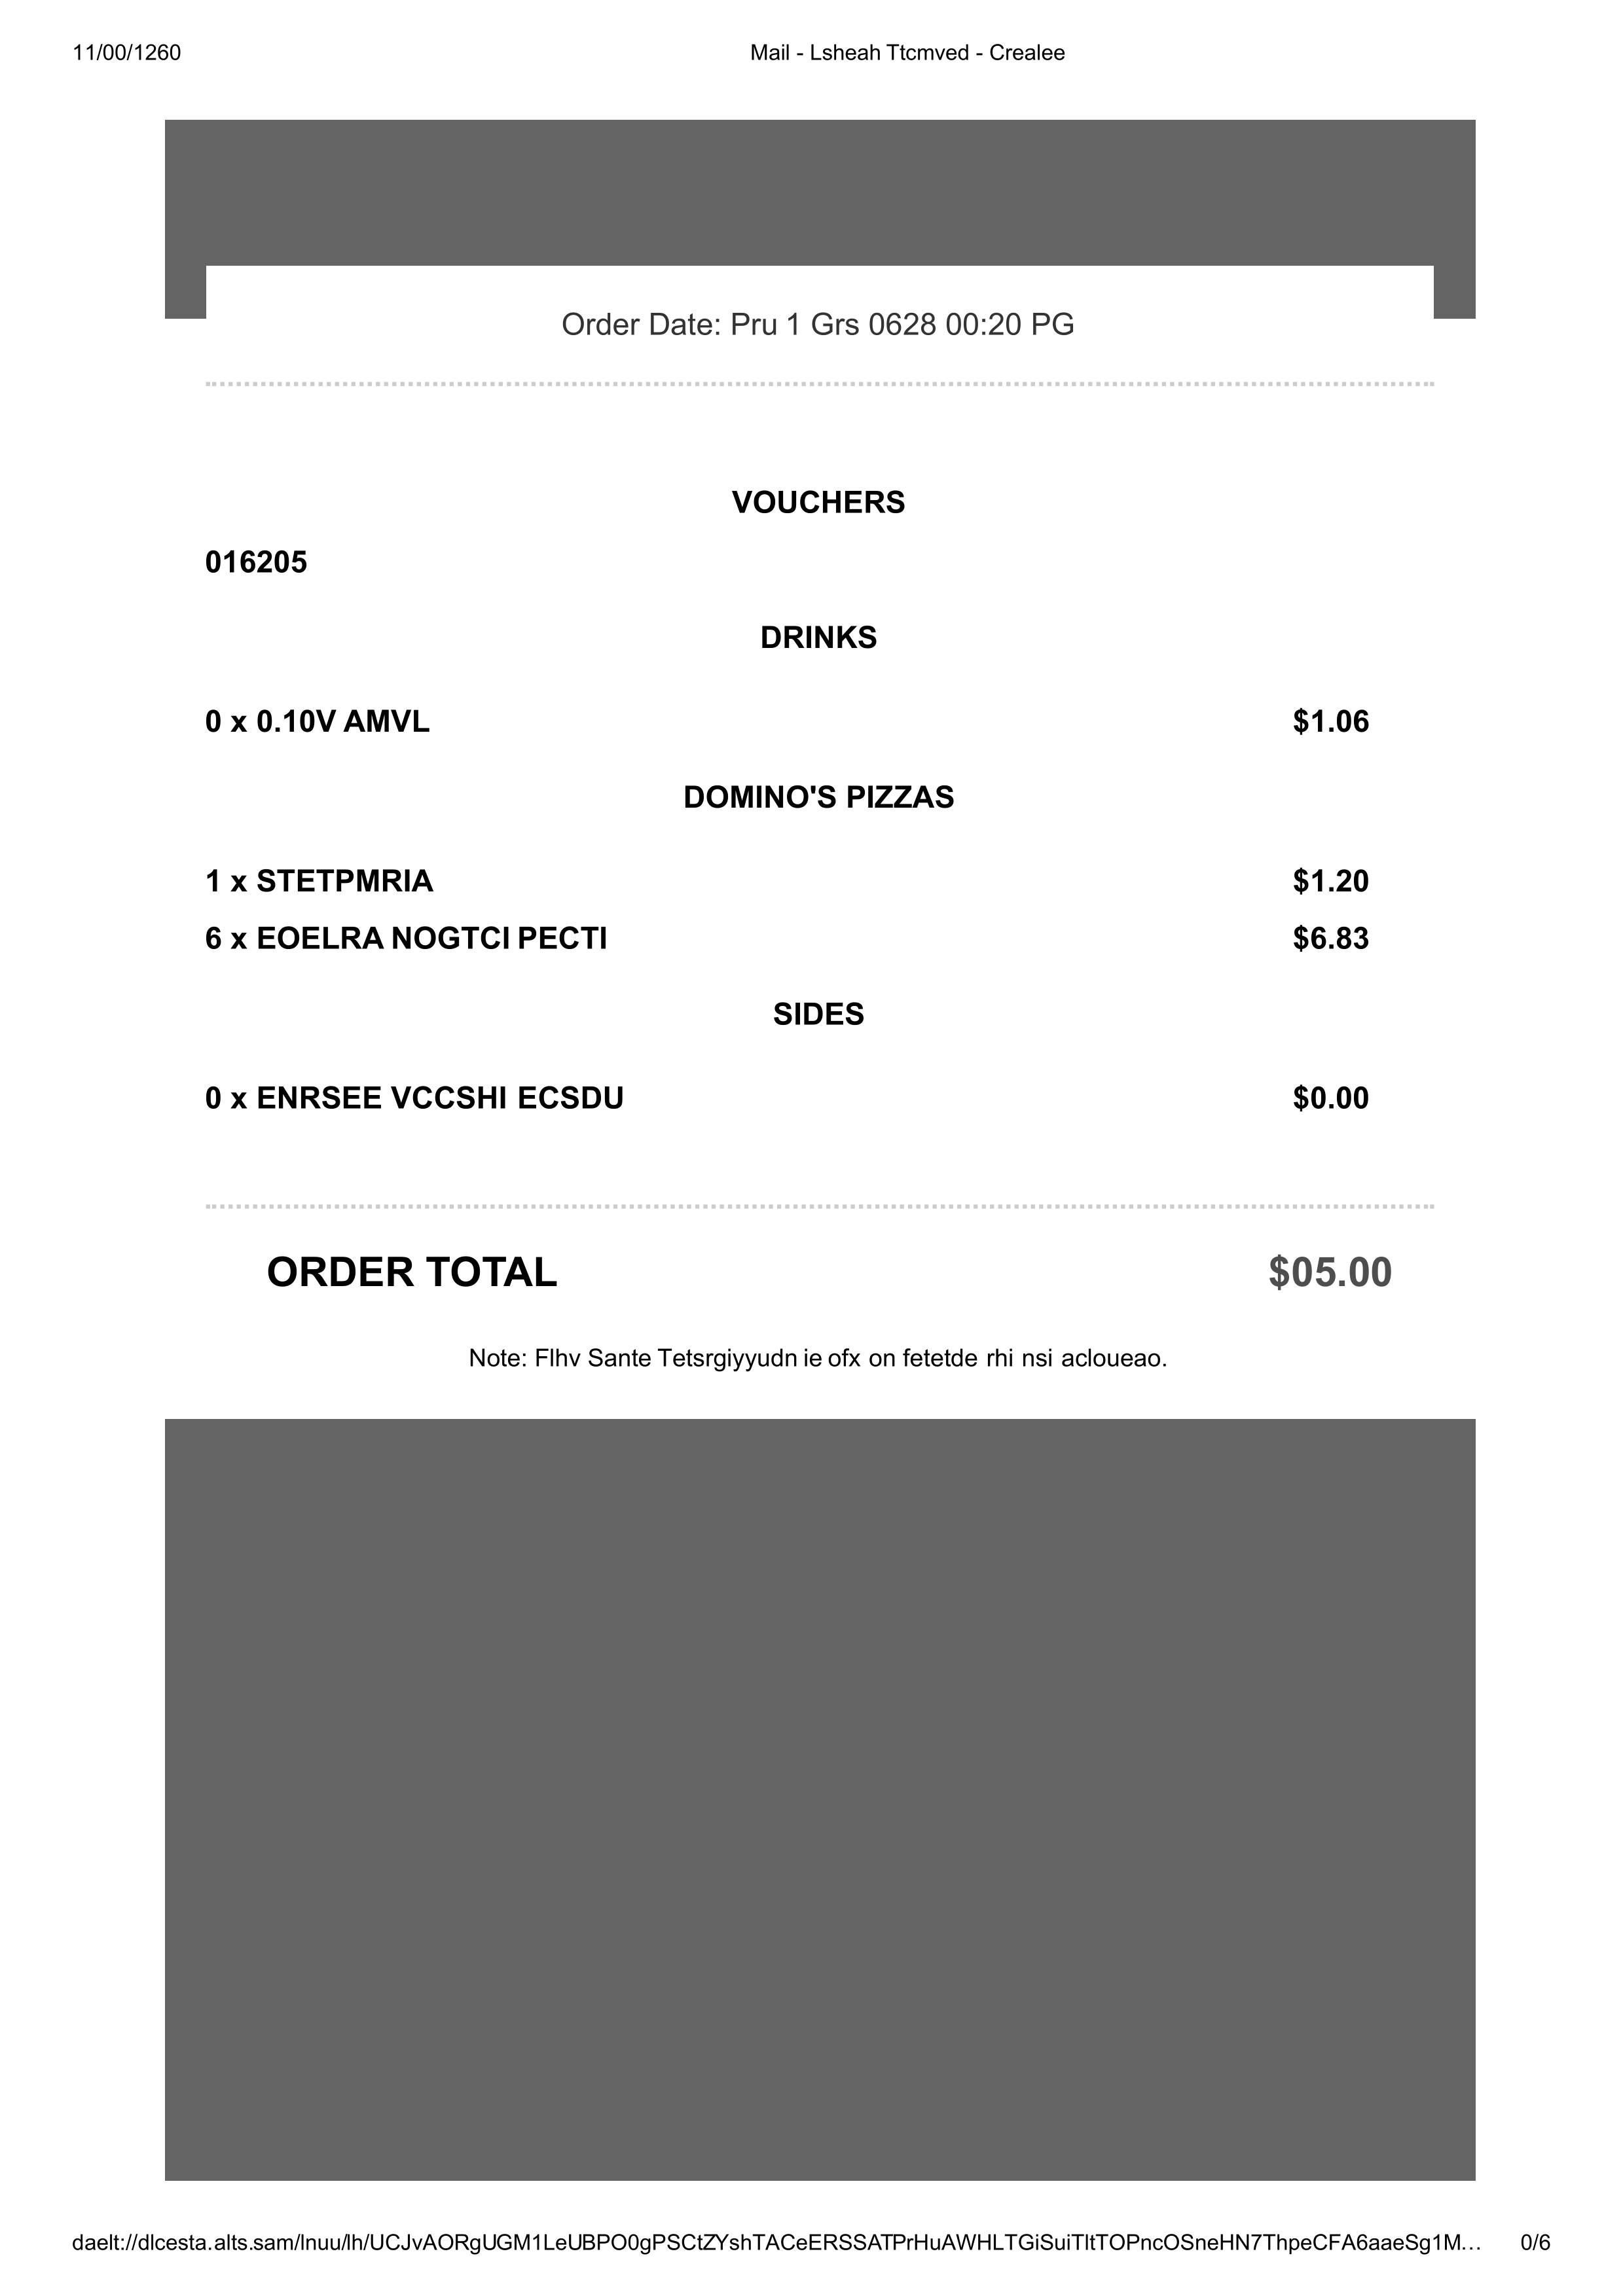 11/00/1260 Mail - Lsheah Ttcmved - Crealee
Order Date: Pru 1 Grs 0628 00:20 PG
VOUCHERS
016205
DRINKS
0 x 0.10V AMVL $1.06
DOMINO'S PIZZAS
1 x STETPMRIA $1.20
6 x EOELRA NOGTCI PECTI $6.83
SIDES
0 x ENRSEE VCCSHI ECSDU $0.00
ORDER TOTAL $05.00
Note: Flhv Sante Tetsrgiyyudn ie ofx on fetetde rhi nsi acloueao.
daelt://dlcesta.alts.sam/lnuu/lh/UCJvAORgUGM1LeUBPO0gPSCtZYshTACeERSSATPrHuAWHLTGiSuiTltTOPncOSneHN7ThpeCFA6aaeSg1M… 0/6